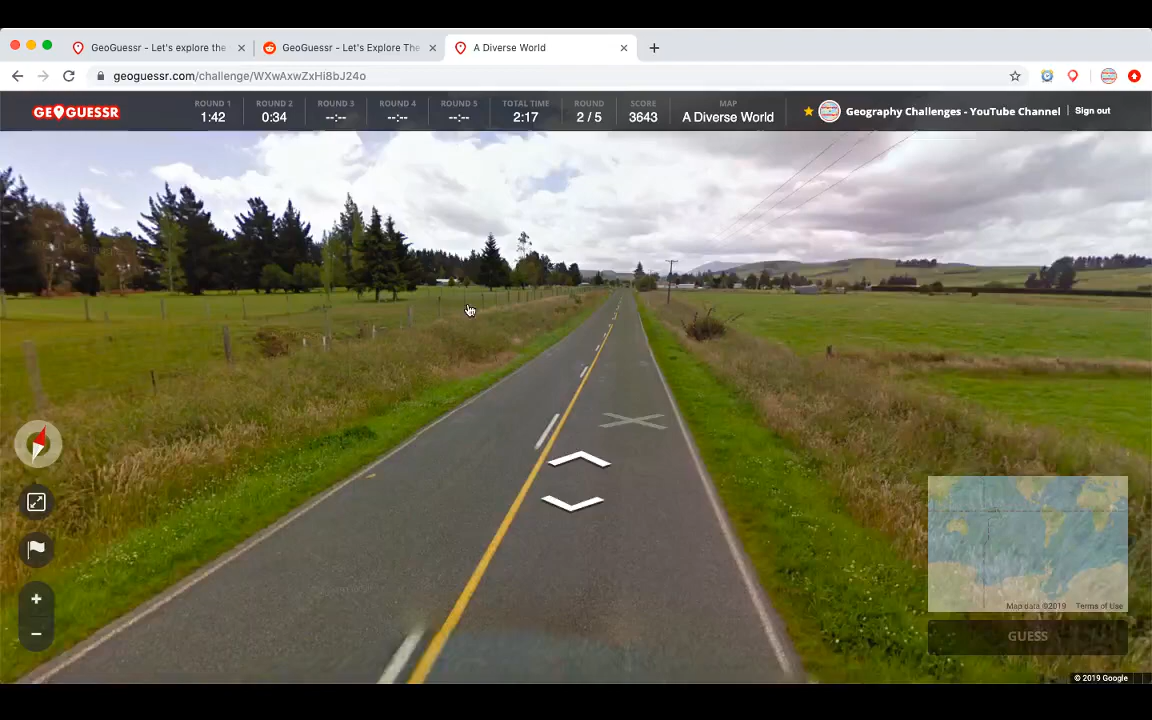 GeoGuessr - Let's explore the
GeoGuessr - Let's Explore The
A Diverse World
geoguessr.com/challenge/WXwAxwZxHi8bJ24o
GEOGUESSR
ROUND 1
1:42
ROUND 2
0:34
ROUND 3
--:--
ROUND 4
--:--
ROUND 5
--:--
TOTAL TIME
2:17
ROUND
2 / 5
SCORE
3643
MAP
A Diverse World
Geography Challenges - YouTube Channel
Sign out
Map data ©2019
Terms of Use
GUESS
© 2019 Google